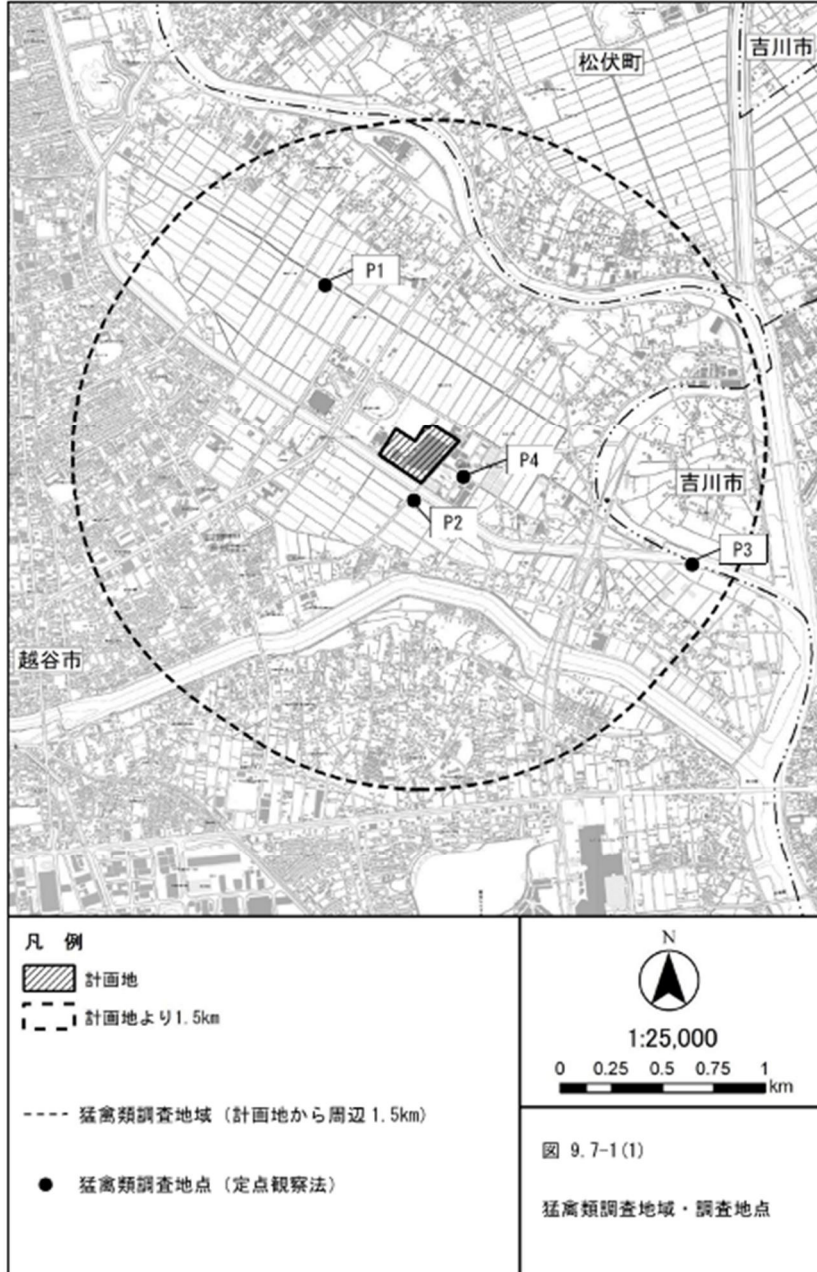 松伏町
吉川市
P1
P4
吉川市
P2
P3
越谷市
凡 例
計画地
計画地より1.5km
猛禽類調査地域（計画地から周辺1.5km）
猛禽類調査地点（定点観察法）
N
1:25,000
0 0.25 0.5 0.75 1
km
図 9.7-1(1)
猛禽類調査地域・調査地点